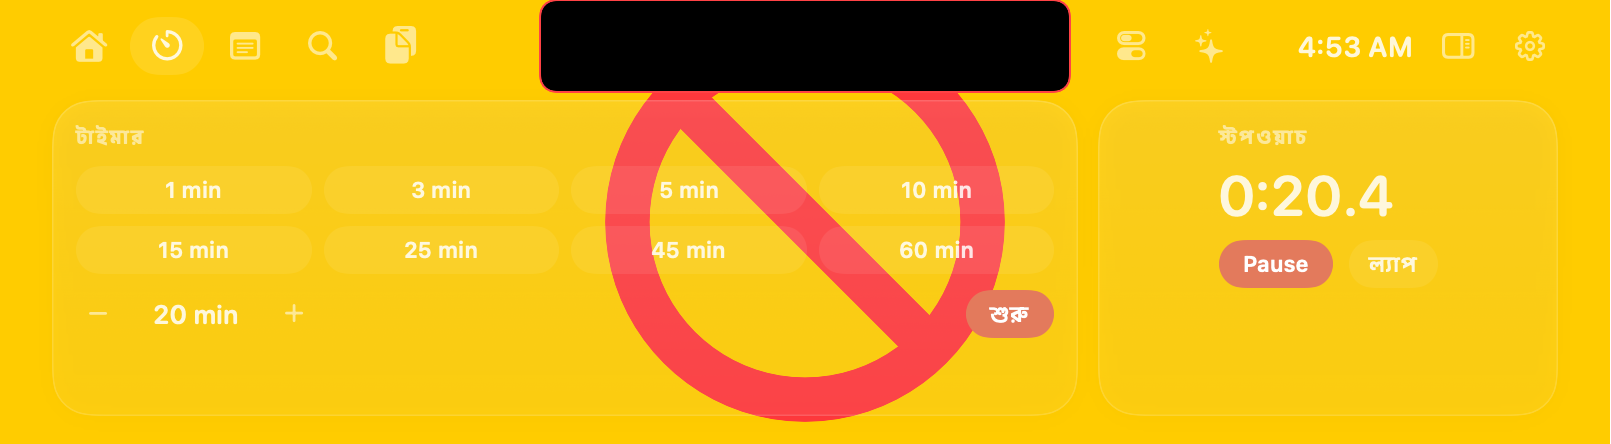 4:53 AM
টাইমার
1 min 3 min 5 min 10 min
15 min 25 min 45 min 60 min
− 20 min + শুরু
স্টপওয়াচ
0:20.4
Pause ল্যাপ